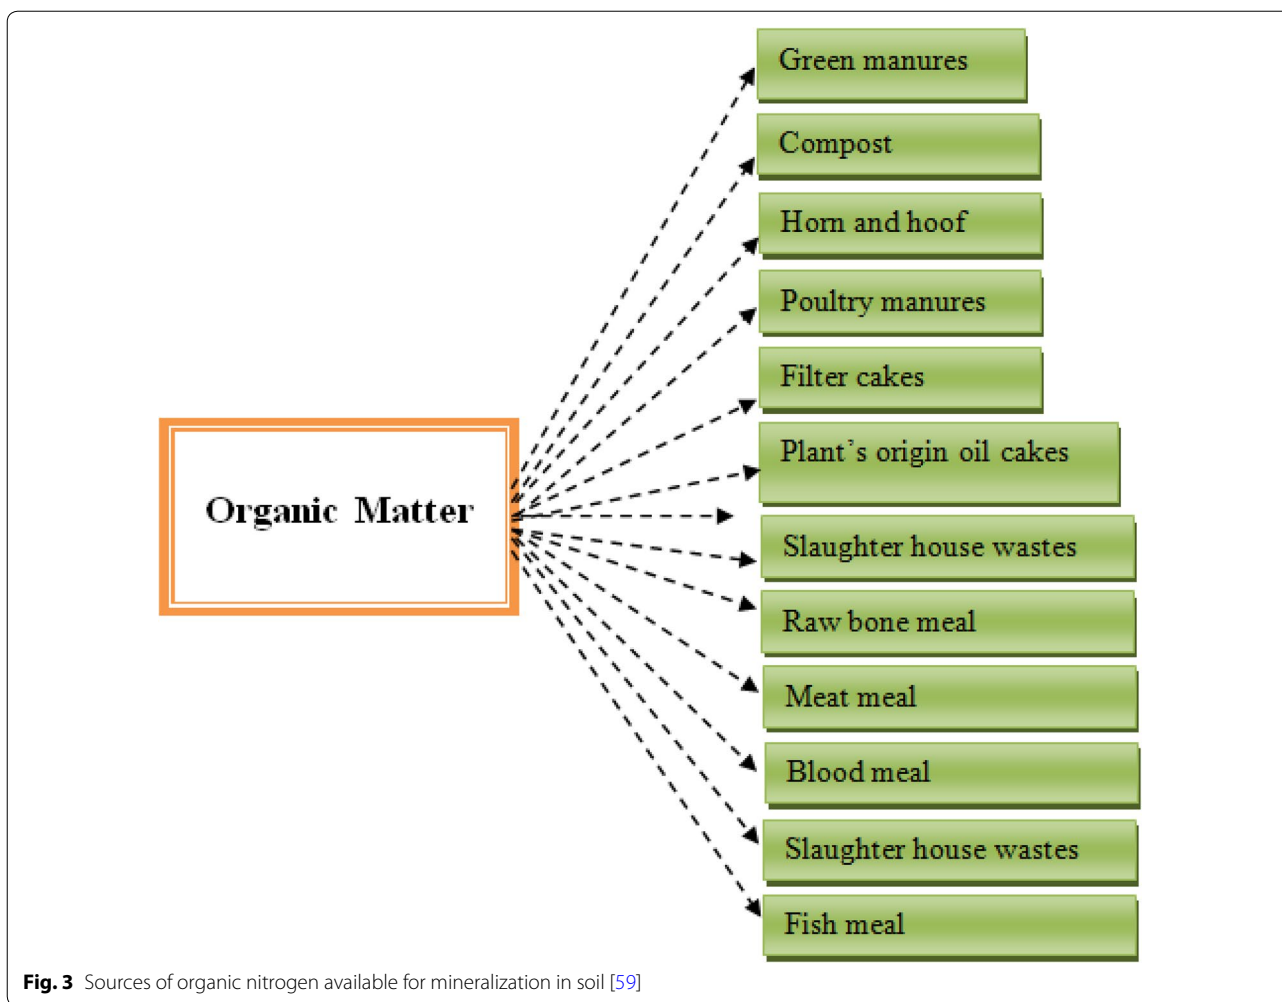 Green manures
Compost
Horn and hoof
Poultry manures
Filter cakes
Plant’s origin oil cakes
Organic Matter
Slaughter house wastes
Raw bone meal
Meat meal
Blood meal
Slaughter house wastes
Fish meal
Fig. 3 Sources of organic nitrogen available for mineralization in soil [59]